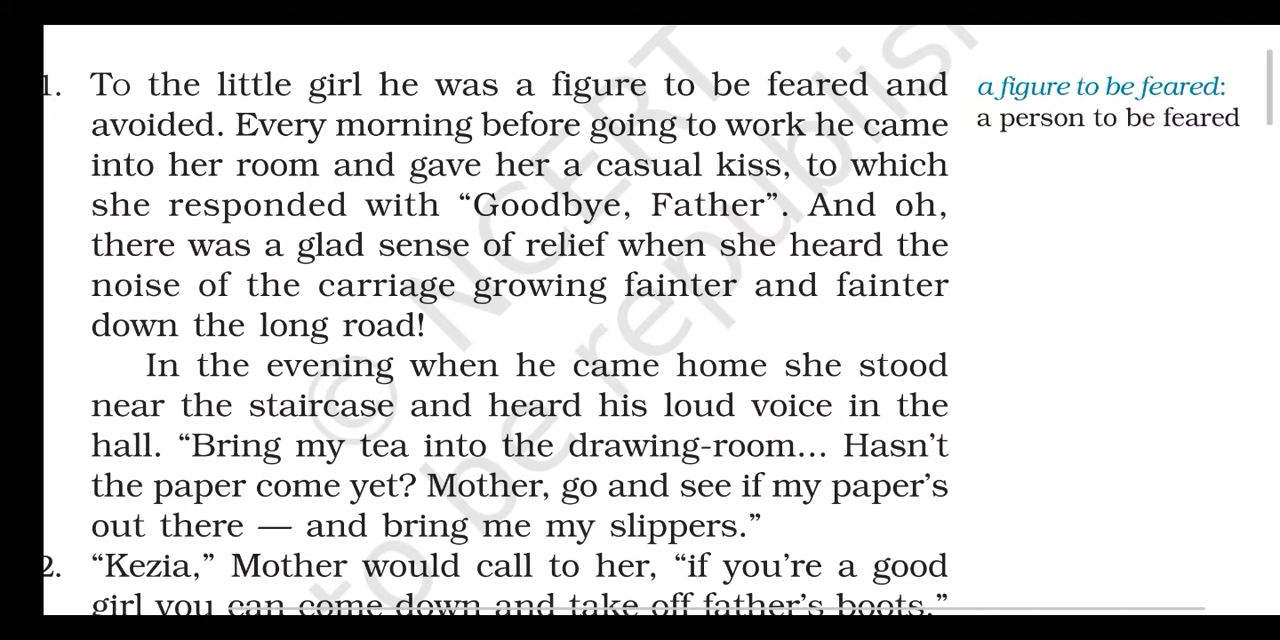 1. To the little girl he was a figure to be feared and
avoided. Every morning before going to work he came
into her room and gave her a casual kiss, to which
she responded with “Goodbye, Father”. And oh,
there was a glad sense of relief when she heard the
noise of the carriage growing fainter and fainter
down the long road!
In the evening when he came home she stood
near the staircase and heard his loud voice in the
hall. “Bring my tea into the drawing-room... Hasn’t
the paper come yet? Mother, go and see if my paper’s
out there — and bring me my slippers.”
2. “Kezia,” Mother would call to her, “if you’re a good
girl you can come down and take off father’s boots.”
a figure to be feared:
a person to be feared
© NCERT
to be republis